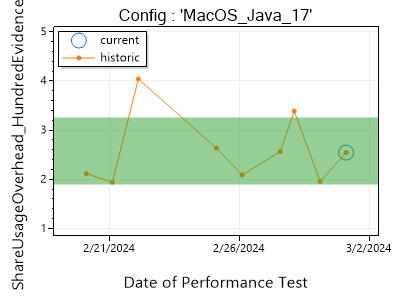 Config : 'MacOS_Java_17'
ShareUsageOverhead_HundredEvidence
current
historic
5
4
3
2
1
2/21/2024
2/26/2024
3/2/2024
Date of Performance Test